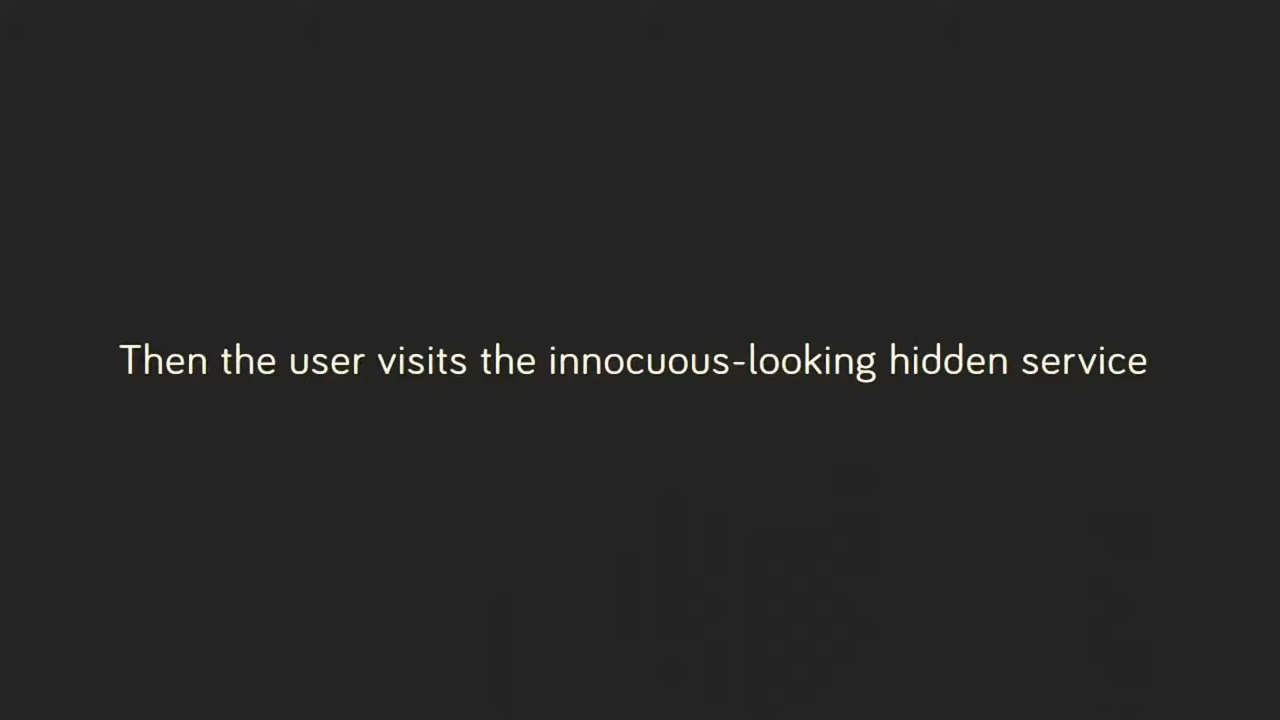 Then the user visits the innocuous-looking hidden service